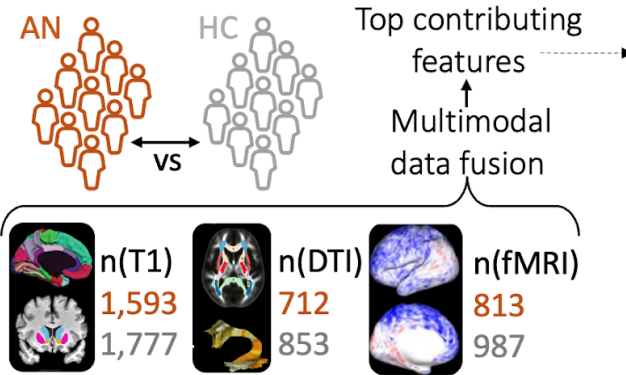 AN
HC
VS
Top contributing
features
Multimodal
data fusion
n(T1)
1,593
1,777
n(DTI)
712
853
n(fMRI)
813
987